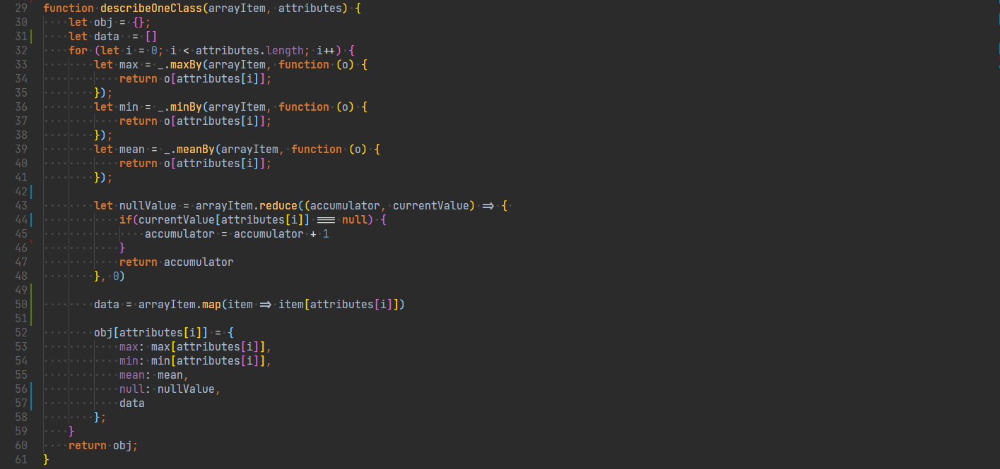 29 function describeOneClass(arrayItem, attributes) {
30     let obj = {};
31     let data  = []
32     for (let i = 0; i < attributes.length; i++) {
33         let max = _.maxBy(arrayItem, function (o) {
34             return o[attributes[i]];
35         });
36         let min = _.minBy(arrayItem, function (o) {
37             return o[attributes[i]];
38         });
39         let mean = _.meanBy(arrayItem, function (o) {
40             return o[attributes[i]];
41         });
42
43         let nullValue = arrayItem.reduce((accumulator, currentValue) => {
44             if(currentValue[attributes[i]] === null) {
45                 accumulator = accumulator + 1
46             }
47             return accumulator
48         }, 0)
49
50         data = arrayItem.map(item => item[attributes[i]])
51
52         obj[attributes[i]] = {
53             max: max[attributes[i]],
54             min: min[attributes[i]],
55             mean: mean,
56             null: nullValue,
57             data
58         };
59     }
60     return obj;
61 }